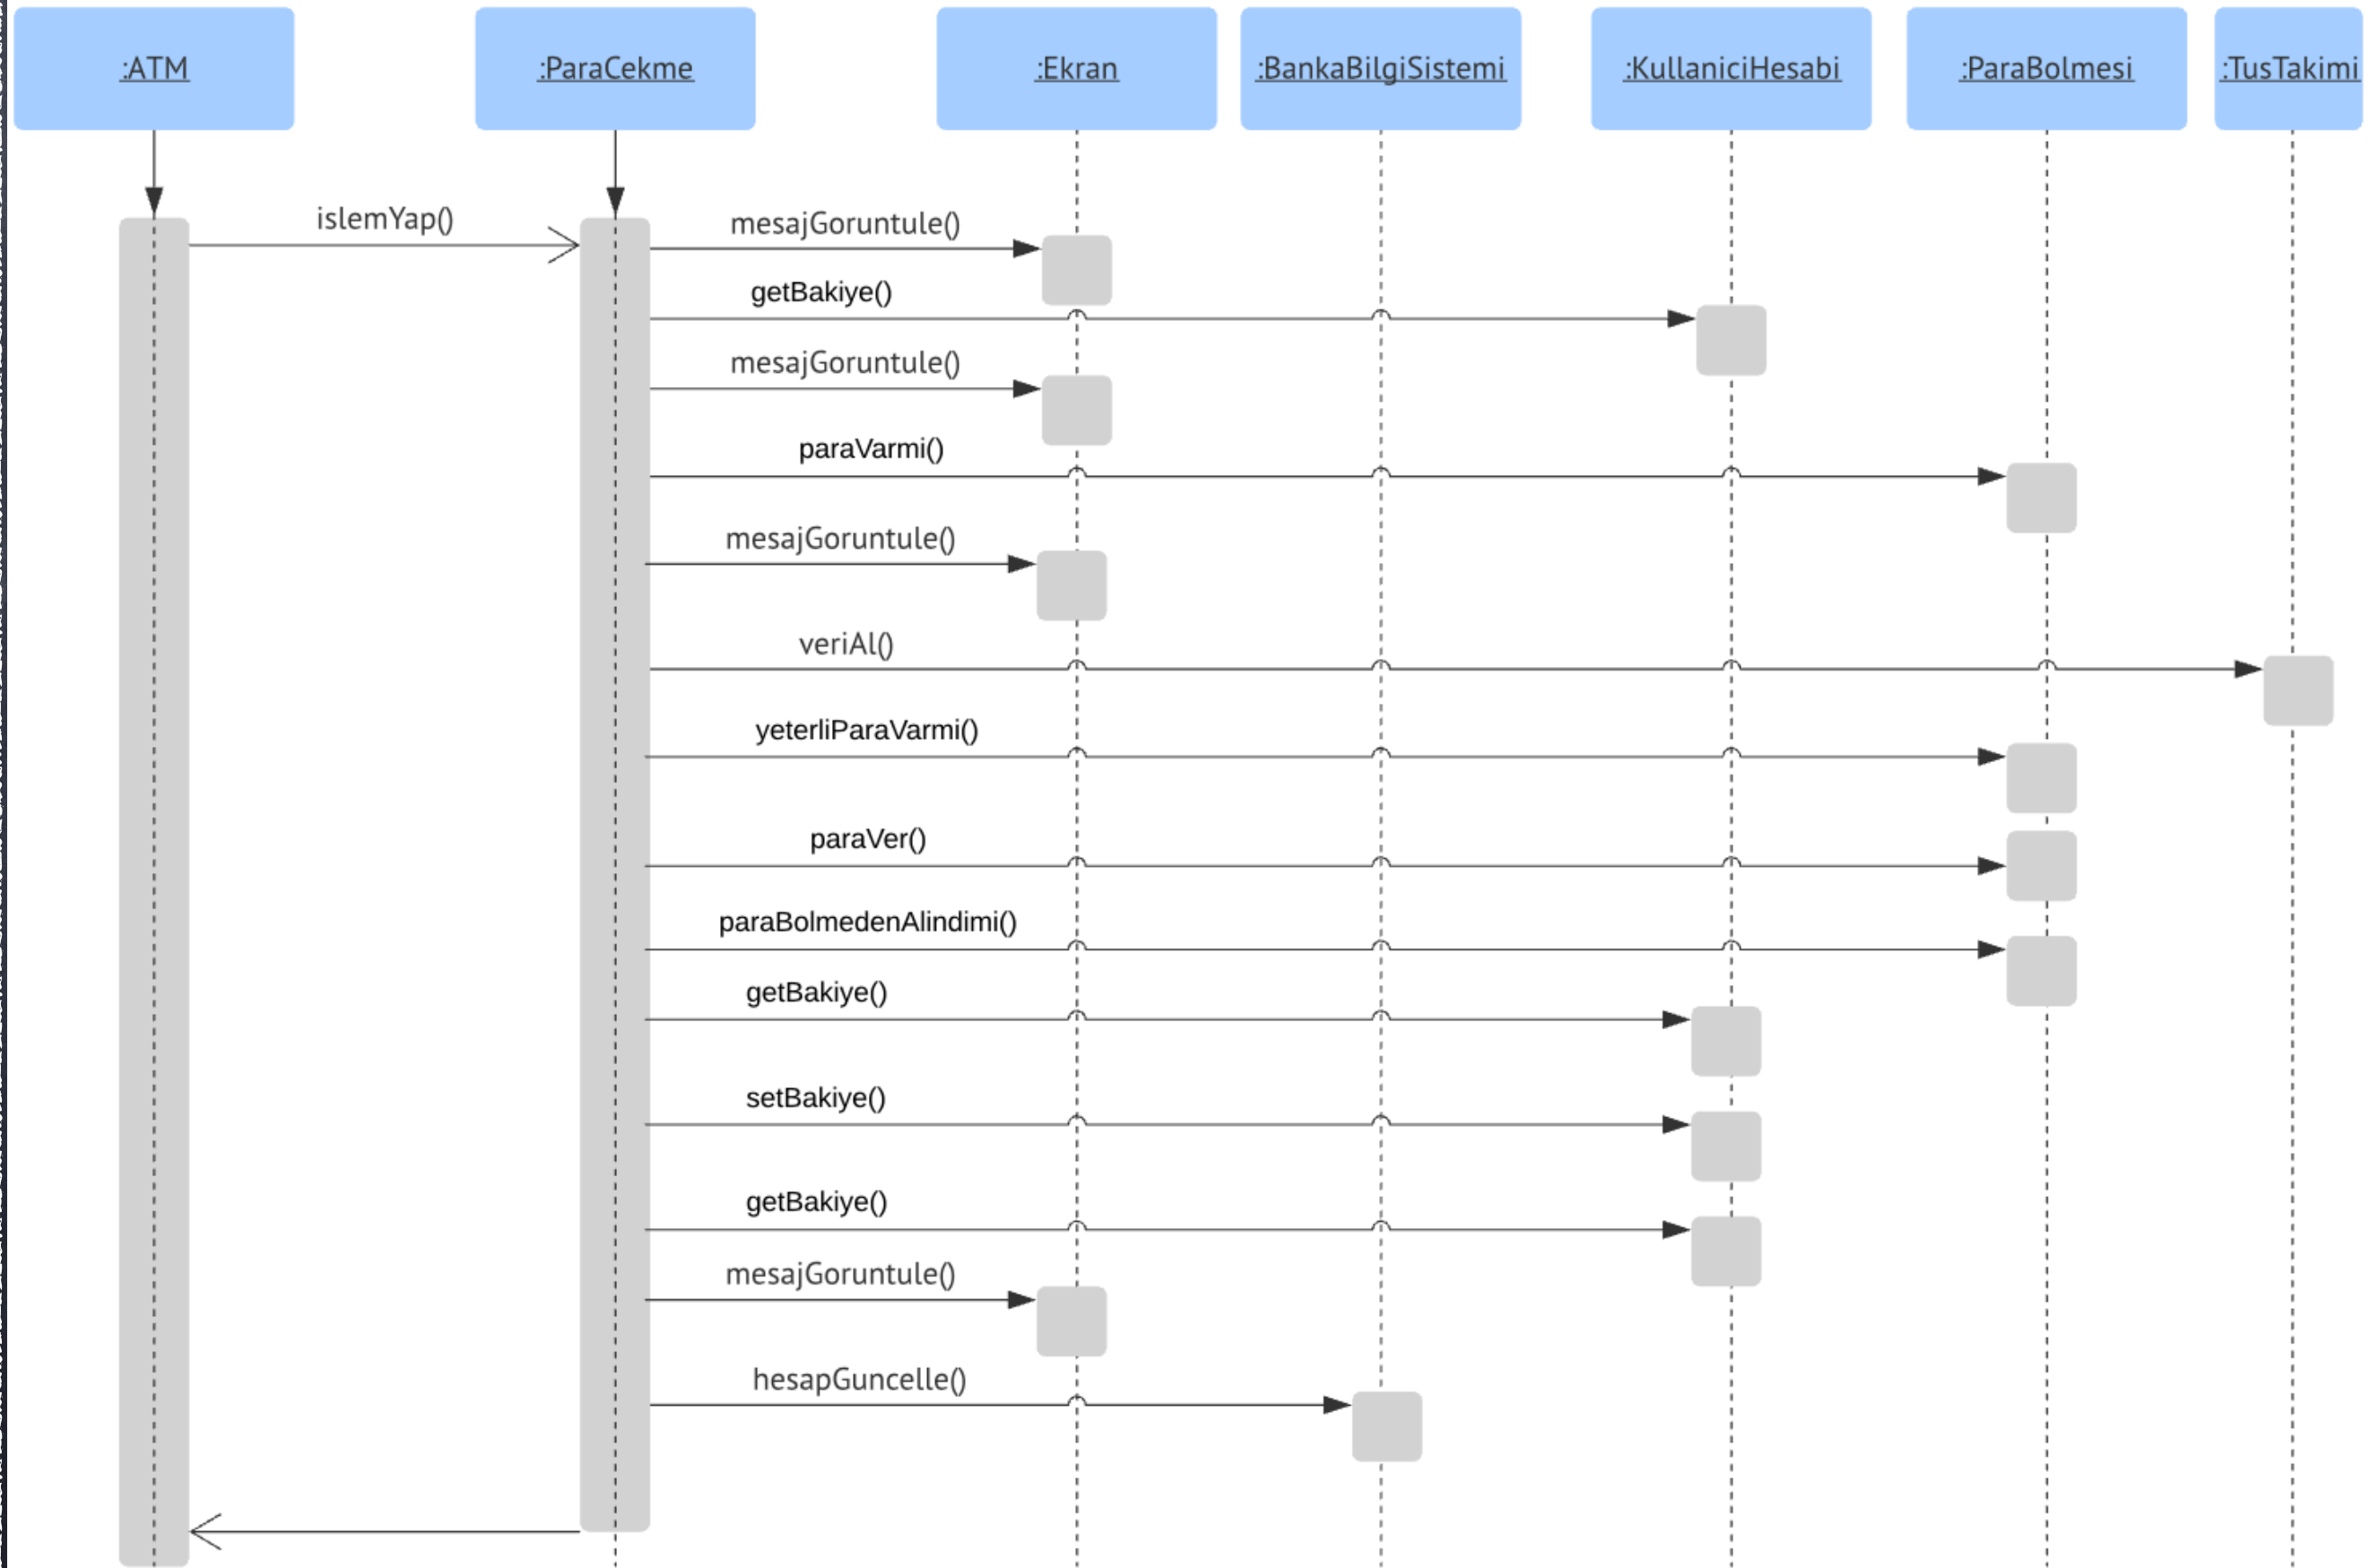 :ATM
:ParaCekme
:Ekran
:BankaBilgiSistemi
:KullaniciHesabi
:ParaBolmesi
:TusTakimi
islemYap()
mesajGoruntule()
getBakiye()
mesajGoruntule()
paraVarmi()
mesajGoruntule()
veriAl()
yeterliParaVarmi()
paraVer()
paraBolmedenAlindimi()
getBakiye()
setBakiye()
getBakiye()
mesajGoruntule()
hesapGuncelle()